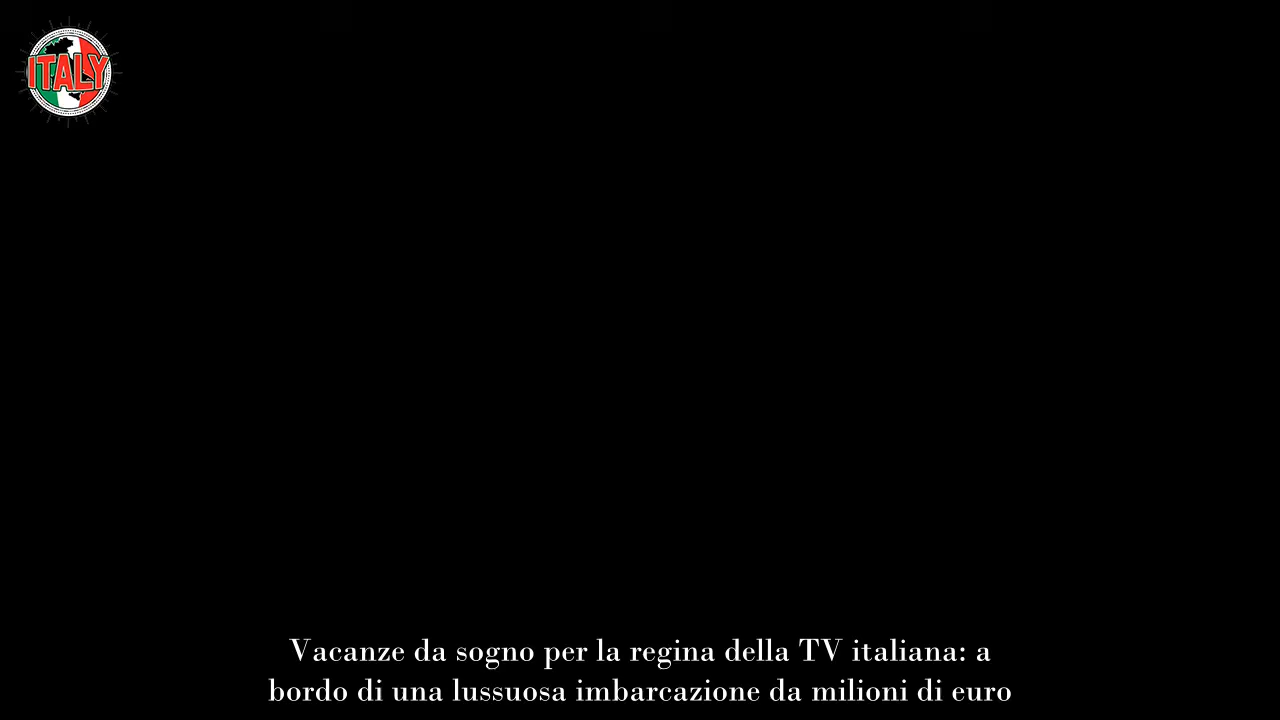 ITALY
Vacanze da sogno per la regina della TV italiana: a
bordo di una lussuosa imbarcazione da milioni di euro